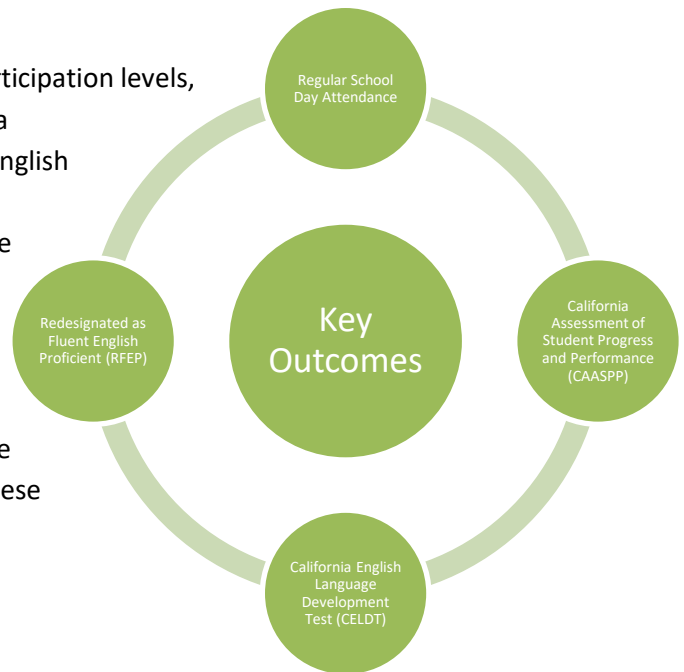 rticipation levels,
a
nglish
e
e
ese
Regular School
Day Attendance
Redesignated as
Fluent English
Proficient (RFEP)
Key
Outcomes
California
Assessment of
Student Progress
and Performance
(CAASPP)
California English
Language
Development
Test (CELDT)